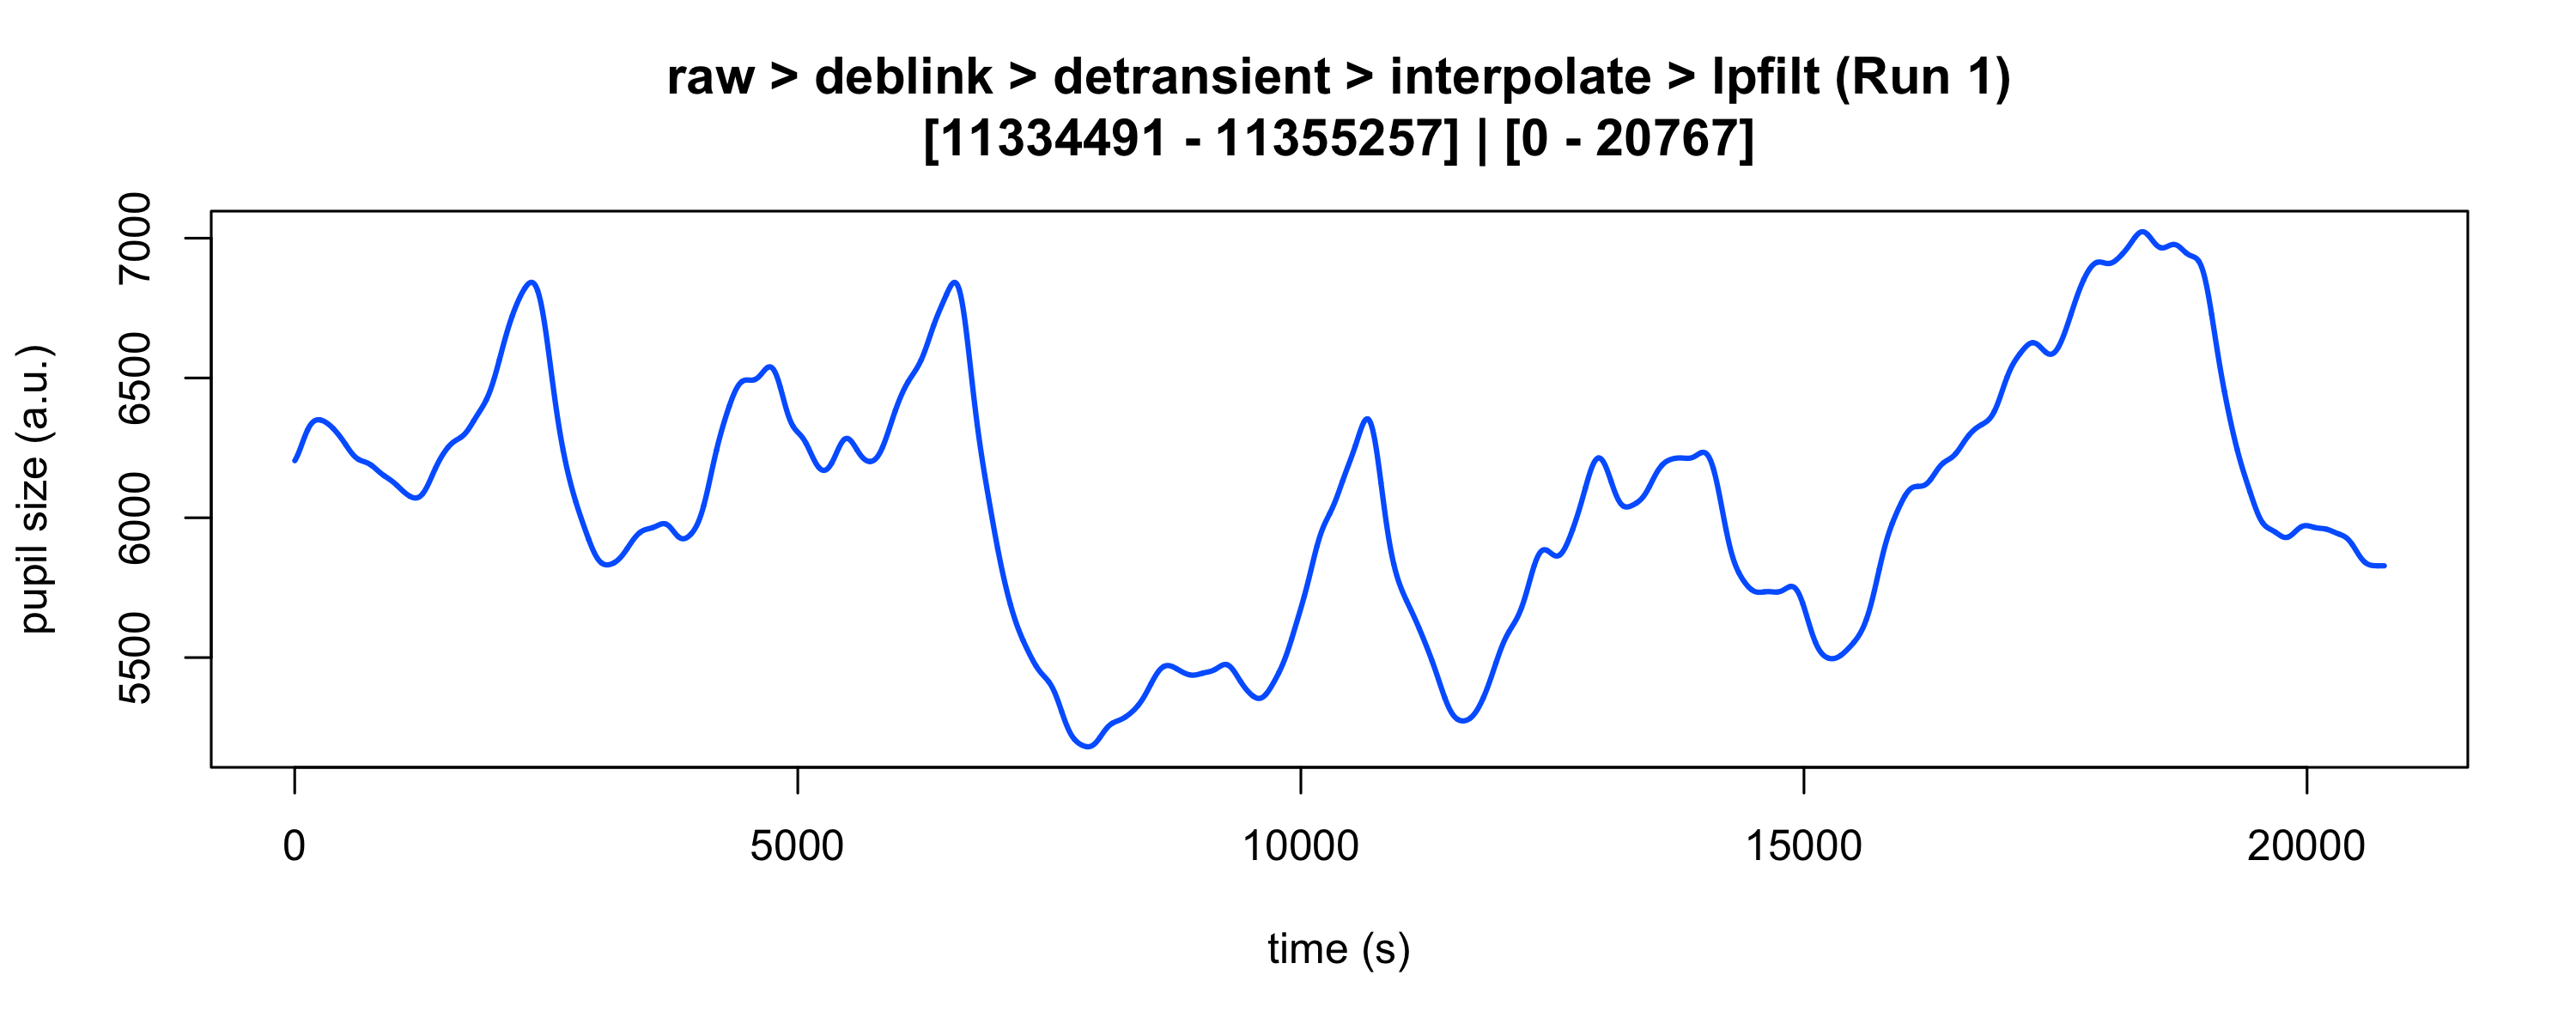 raw > deblink > detransient > interpolate > lpfilt (Run 1)
[11334491 - 11355257] | [0 - 20767]
pupil size (a.u.)
7000
6500
6000
5500
0 5000 10000 15000 20000
time (s)